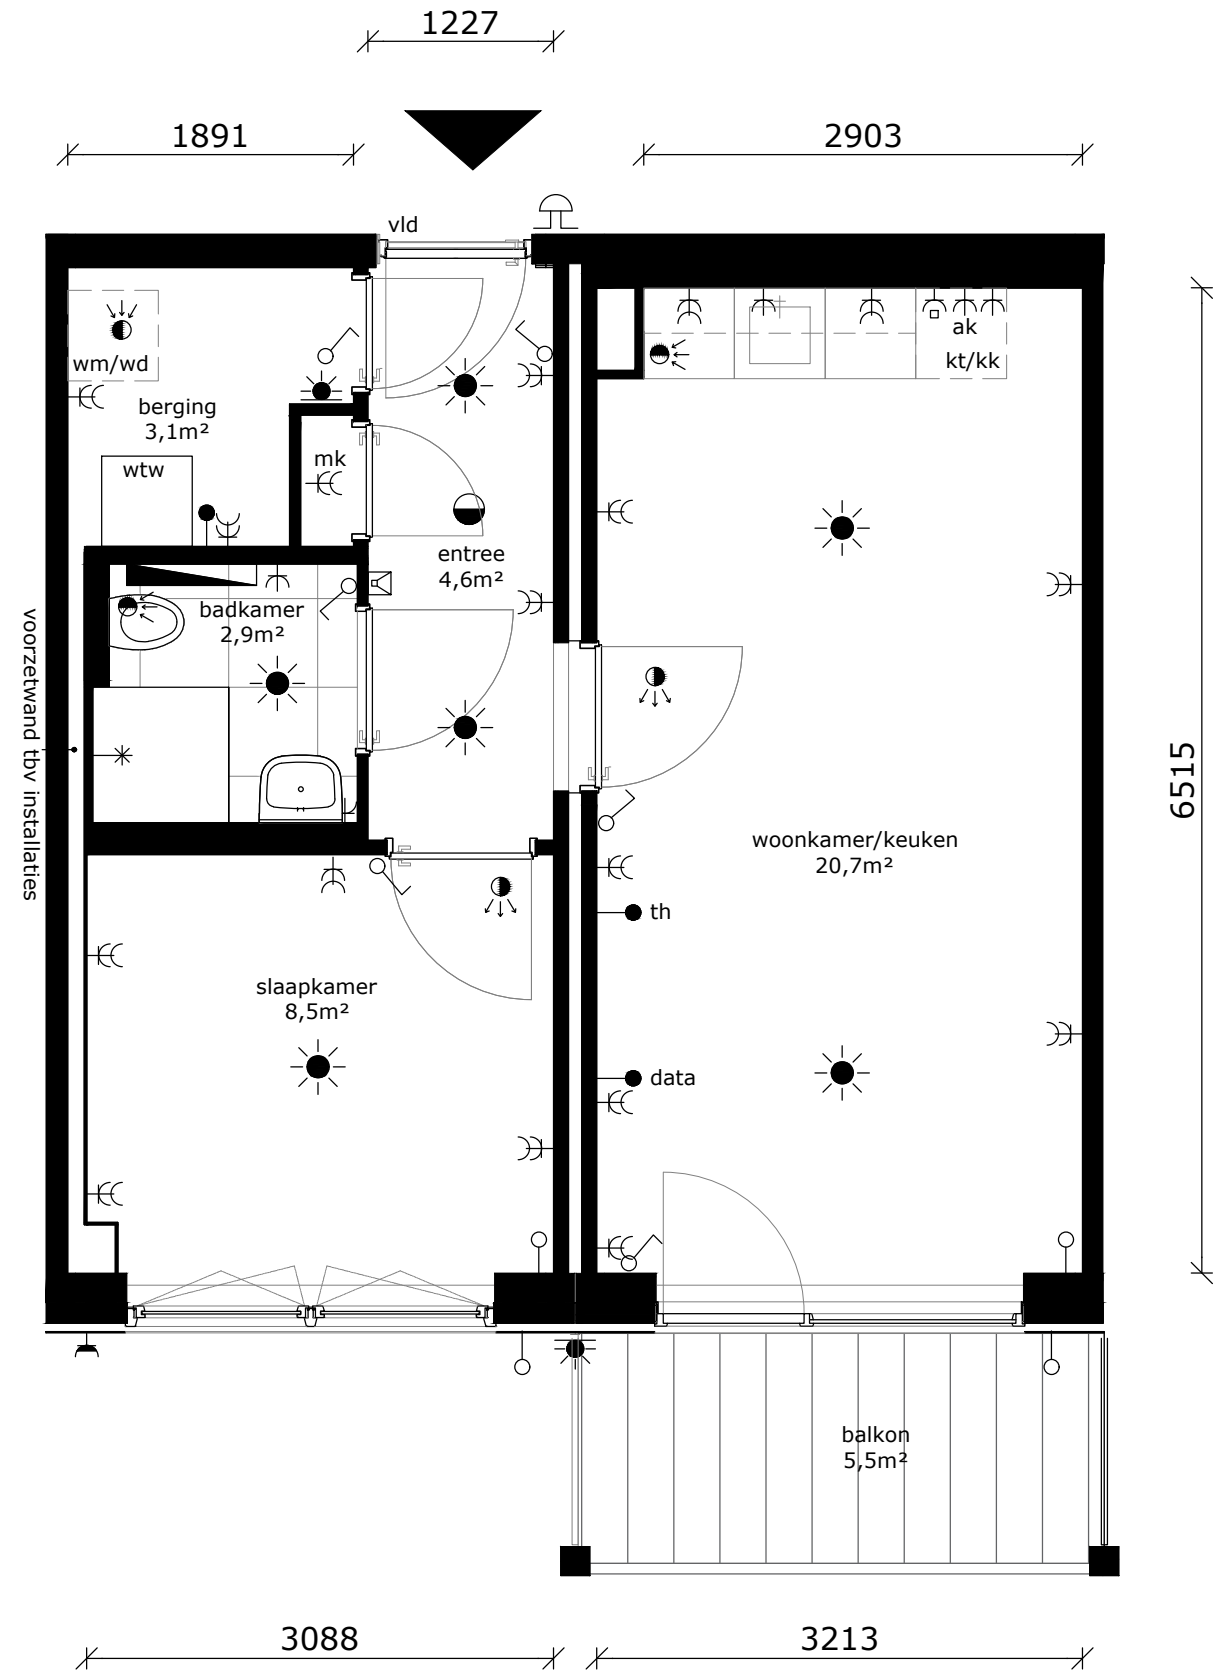 1227
1891
2903
vld
wm/wd
berging
3,1m²
wtw
mk
ak
kt/kk
entree
4,6m²
badkamer
2,9m²
voorzetwand tbv installaties
6515
woonkamer/keuken
20,7m²
th
slaapkamer
8,5m²
data
balkon
5,5m²
3088
3213